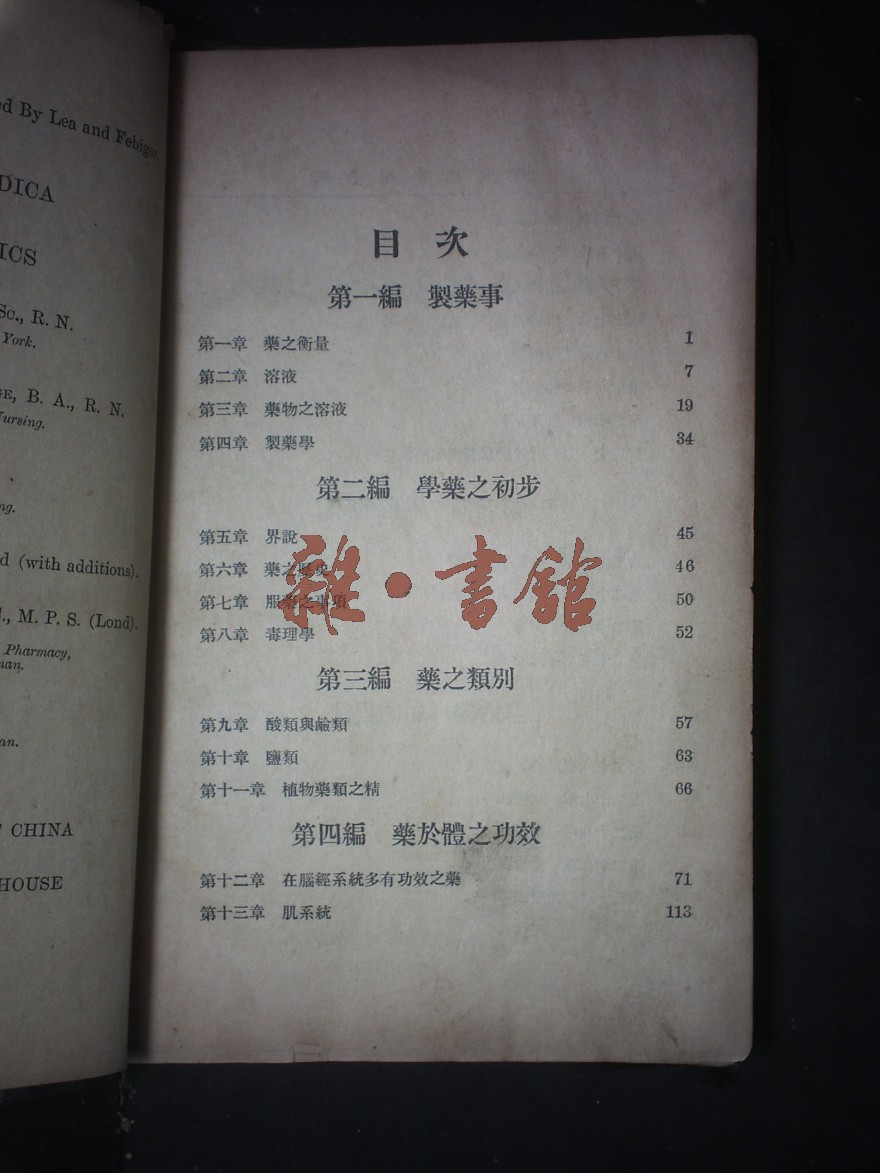 ed By Lea and Febiger.
DICA
ICS
Sc., R. N.
York.
GE, B. A., R. N.
Nursing.
ng.
d (with additions).
., M. P. S. (Lond).
Pharmacy,
man.
an.
CHINA
HOUSE
目次
第一編 製藥事
第一章 藥之衡量 1
第二章 溶液 7
第三章 藥物之溶液 19
第四章 製藥學 34
第二編 學藥之初步
第五章 界說 45
第六章 藥之歷史 46
第七章 服藥之事項 50
第八章 毒理學 52
雜·書館
第三編 藥之類別
第九章 酸類與鹼類 57
第十章 鹽類 63
第十一章 植物藥類之精 66
第四編 藥於體之功效
第十二章 在腦經系統多有功效之藥 71
第十三章 肌系統 113